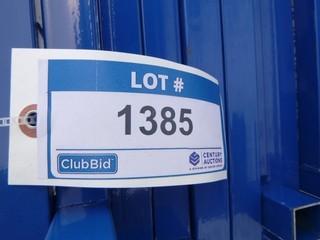 LOT #
1385
ClubBid
CENTURY
AUCTIONS